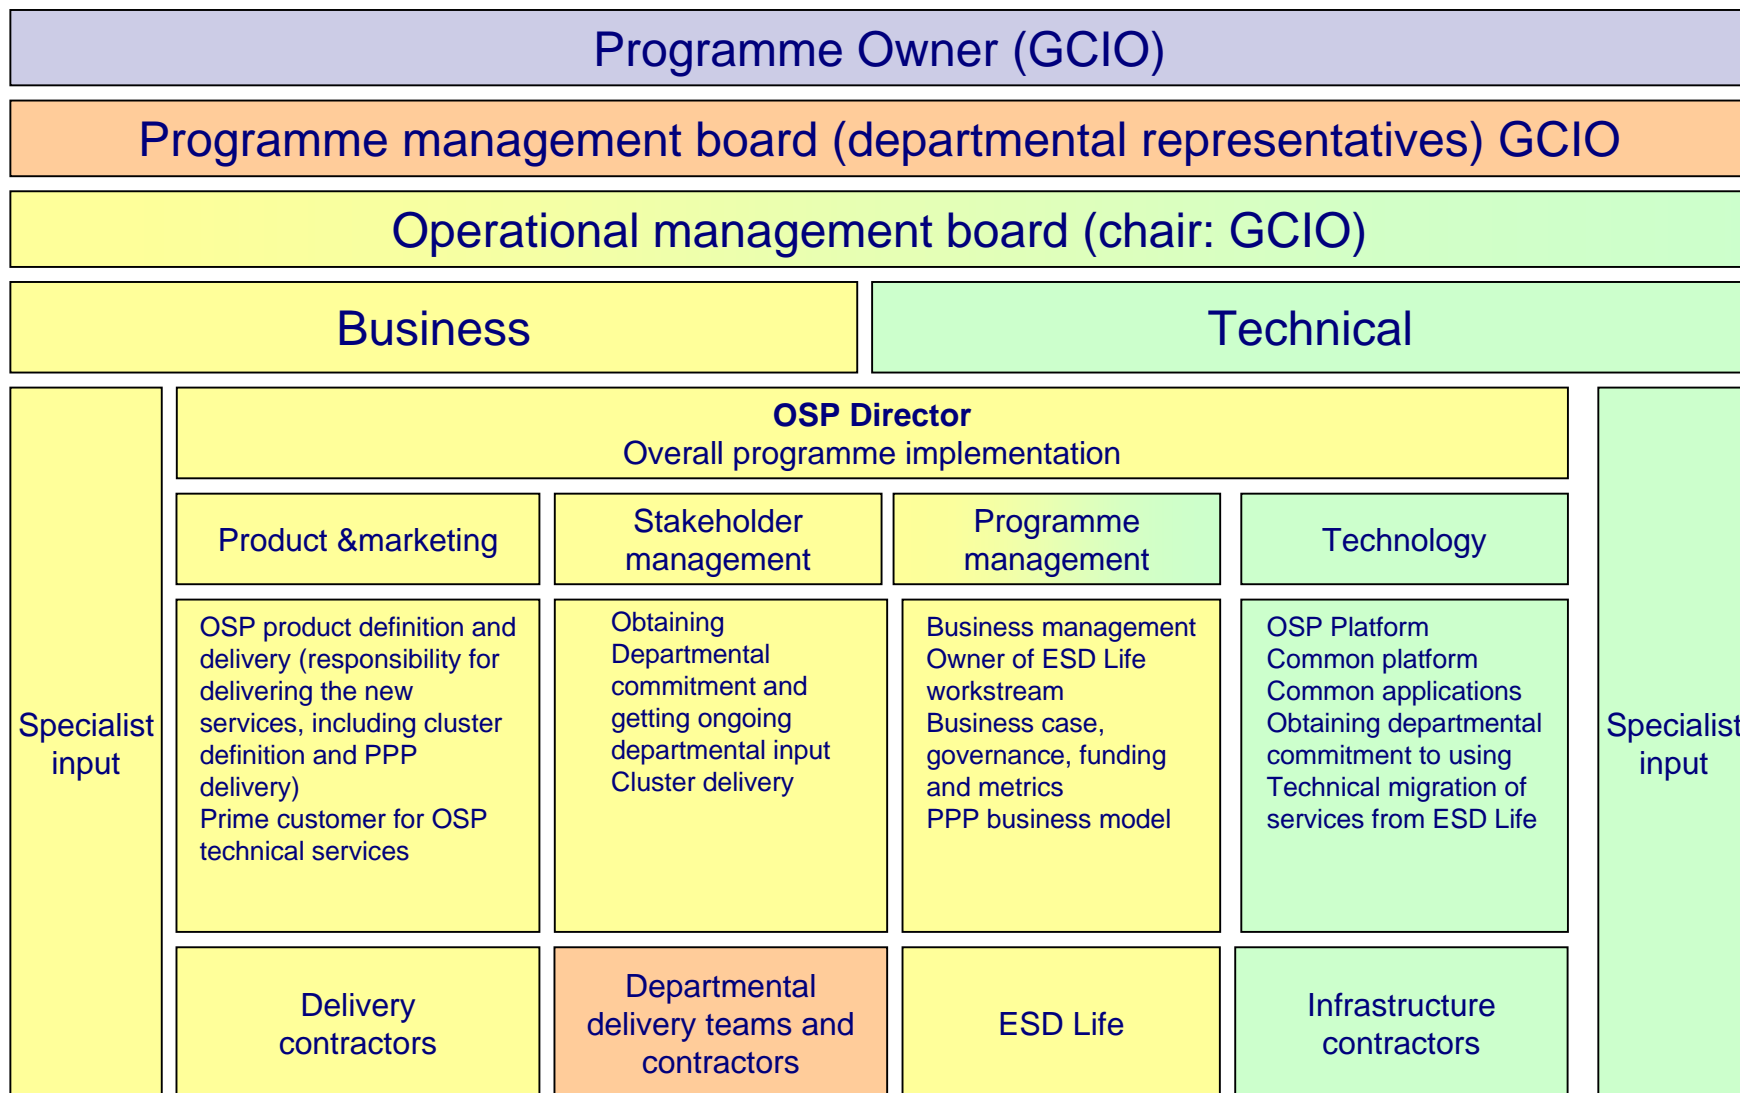 Programme Owner (GCIO)
Programme management board (departmental representatives) GCIO
Operational management board (chair: GCIO)
Business
Technical
Specialist
input
OSP Director
Overall programme implementation
Product &marketing
Stakeholder
management
Programme
management
Technology
OSP product definition and
delivery (responsibility for
delivering the new
services, including cluster
definition and PPP
delivery)
Prime customer for OSP
technical services
Obtaining
Departmental
commitment and
getting ongoing
departmental input
Cluster delivery
Business management
Owner of ESD Life
workstream
Business case,
governance, funding
and metrics
PPP business model
OSP Platform
Common platform
Common applications
Obtaining departmental
commitment to using
Technical migration of
services from ESD Life
Delivery
contractors
Departmental
delivery teams and
contractors
ESD Life
Infrastructure
contractors
Specialist
input